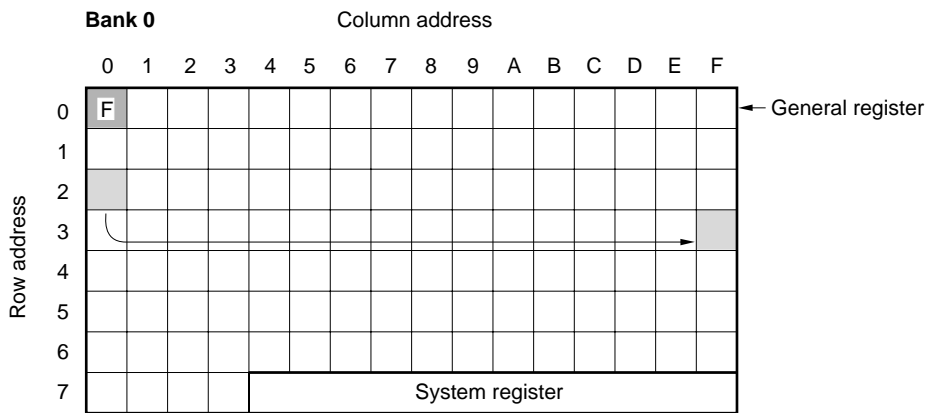 Bank 0 Column address
0 1 2 3 4 5 6 7 8 9 A B C D E F
0 F General register
1
2
3
4
5
6
7 System register
Row address